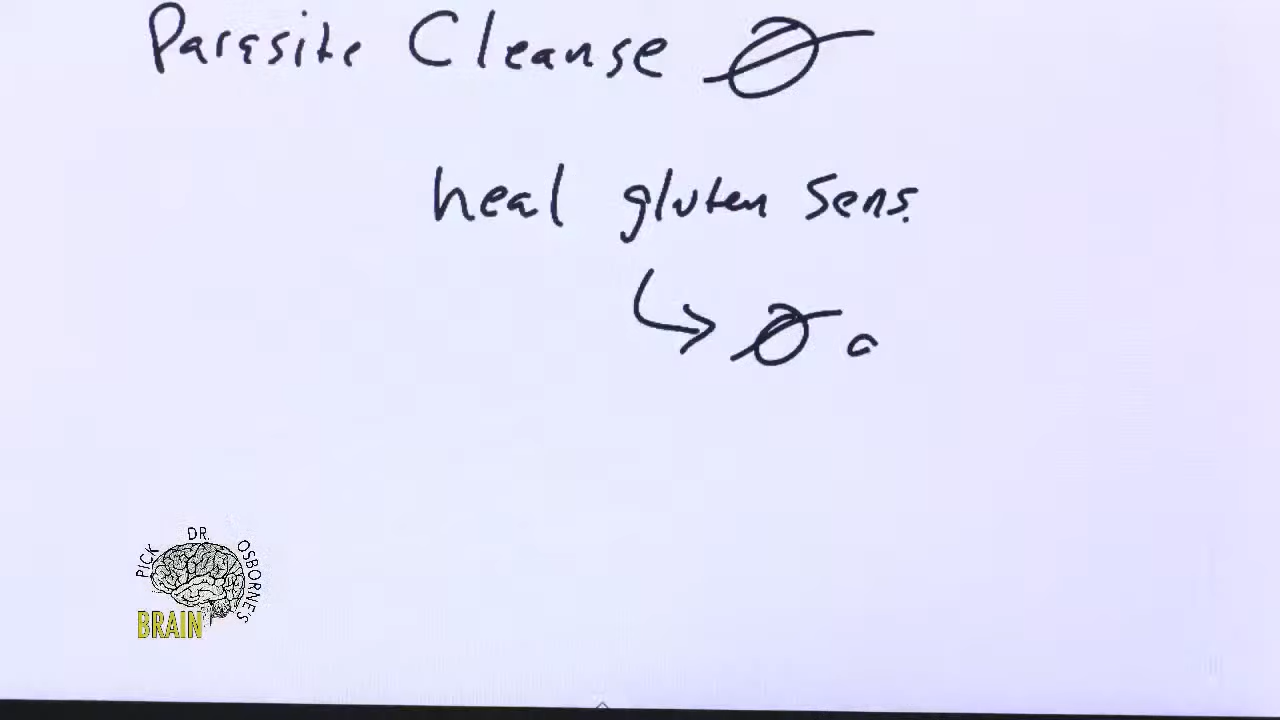 Parasite Cleanse Ø
heal gluten sens.
Ø a
PICK DR. OSBORNE'S
BRAIN